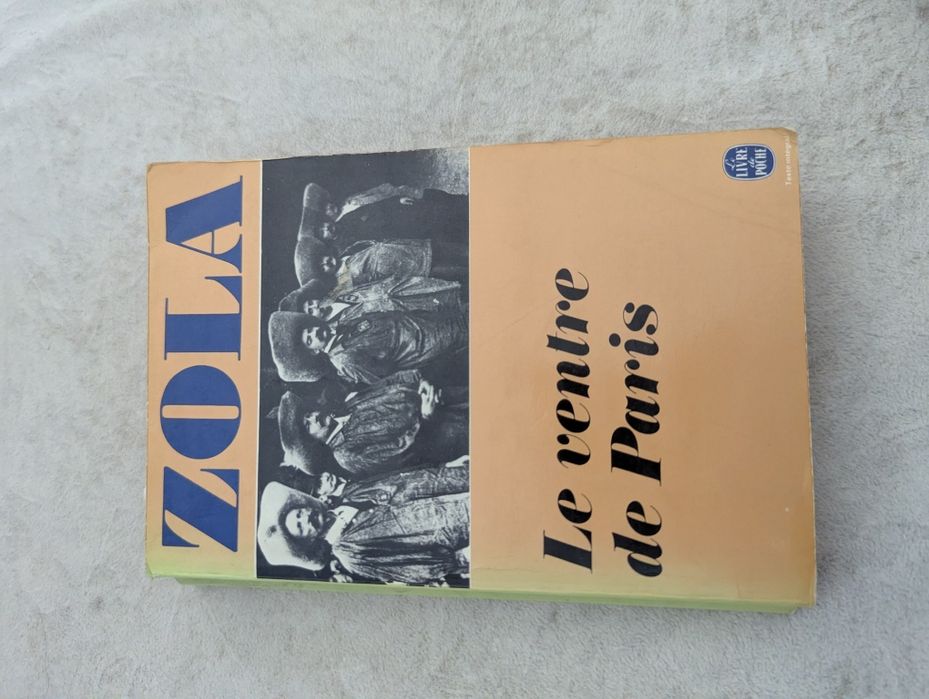 ZOLA
Le ventre
de Paris
Le
LIVRE
de
POCHE
Texte intégral